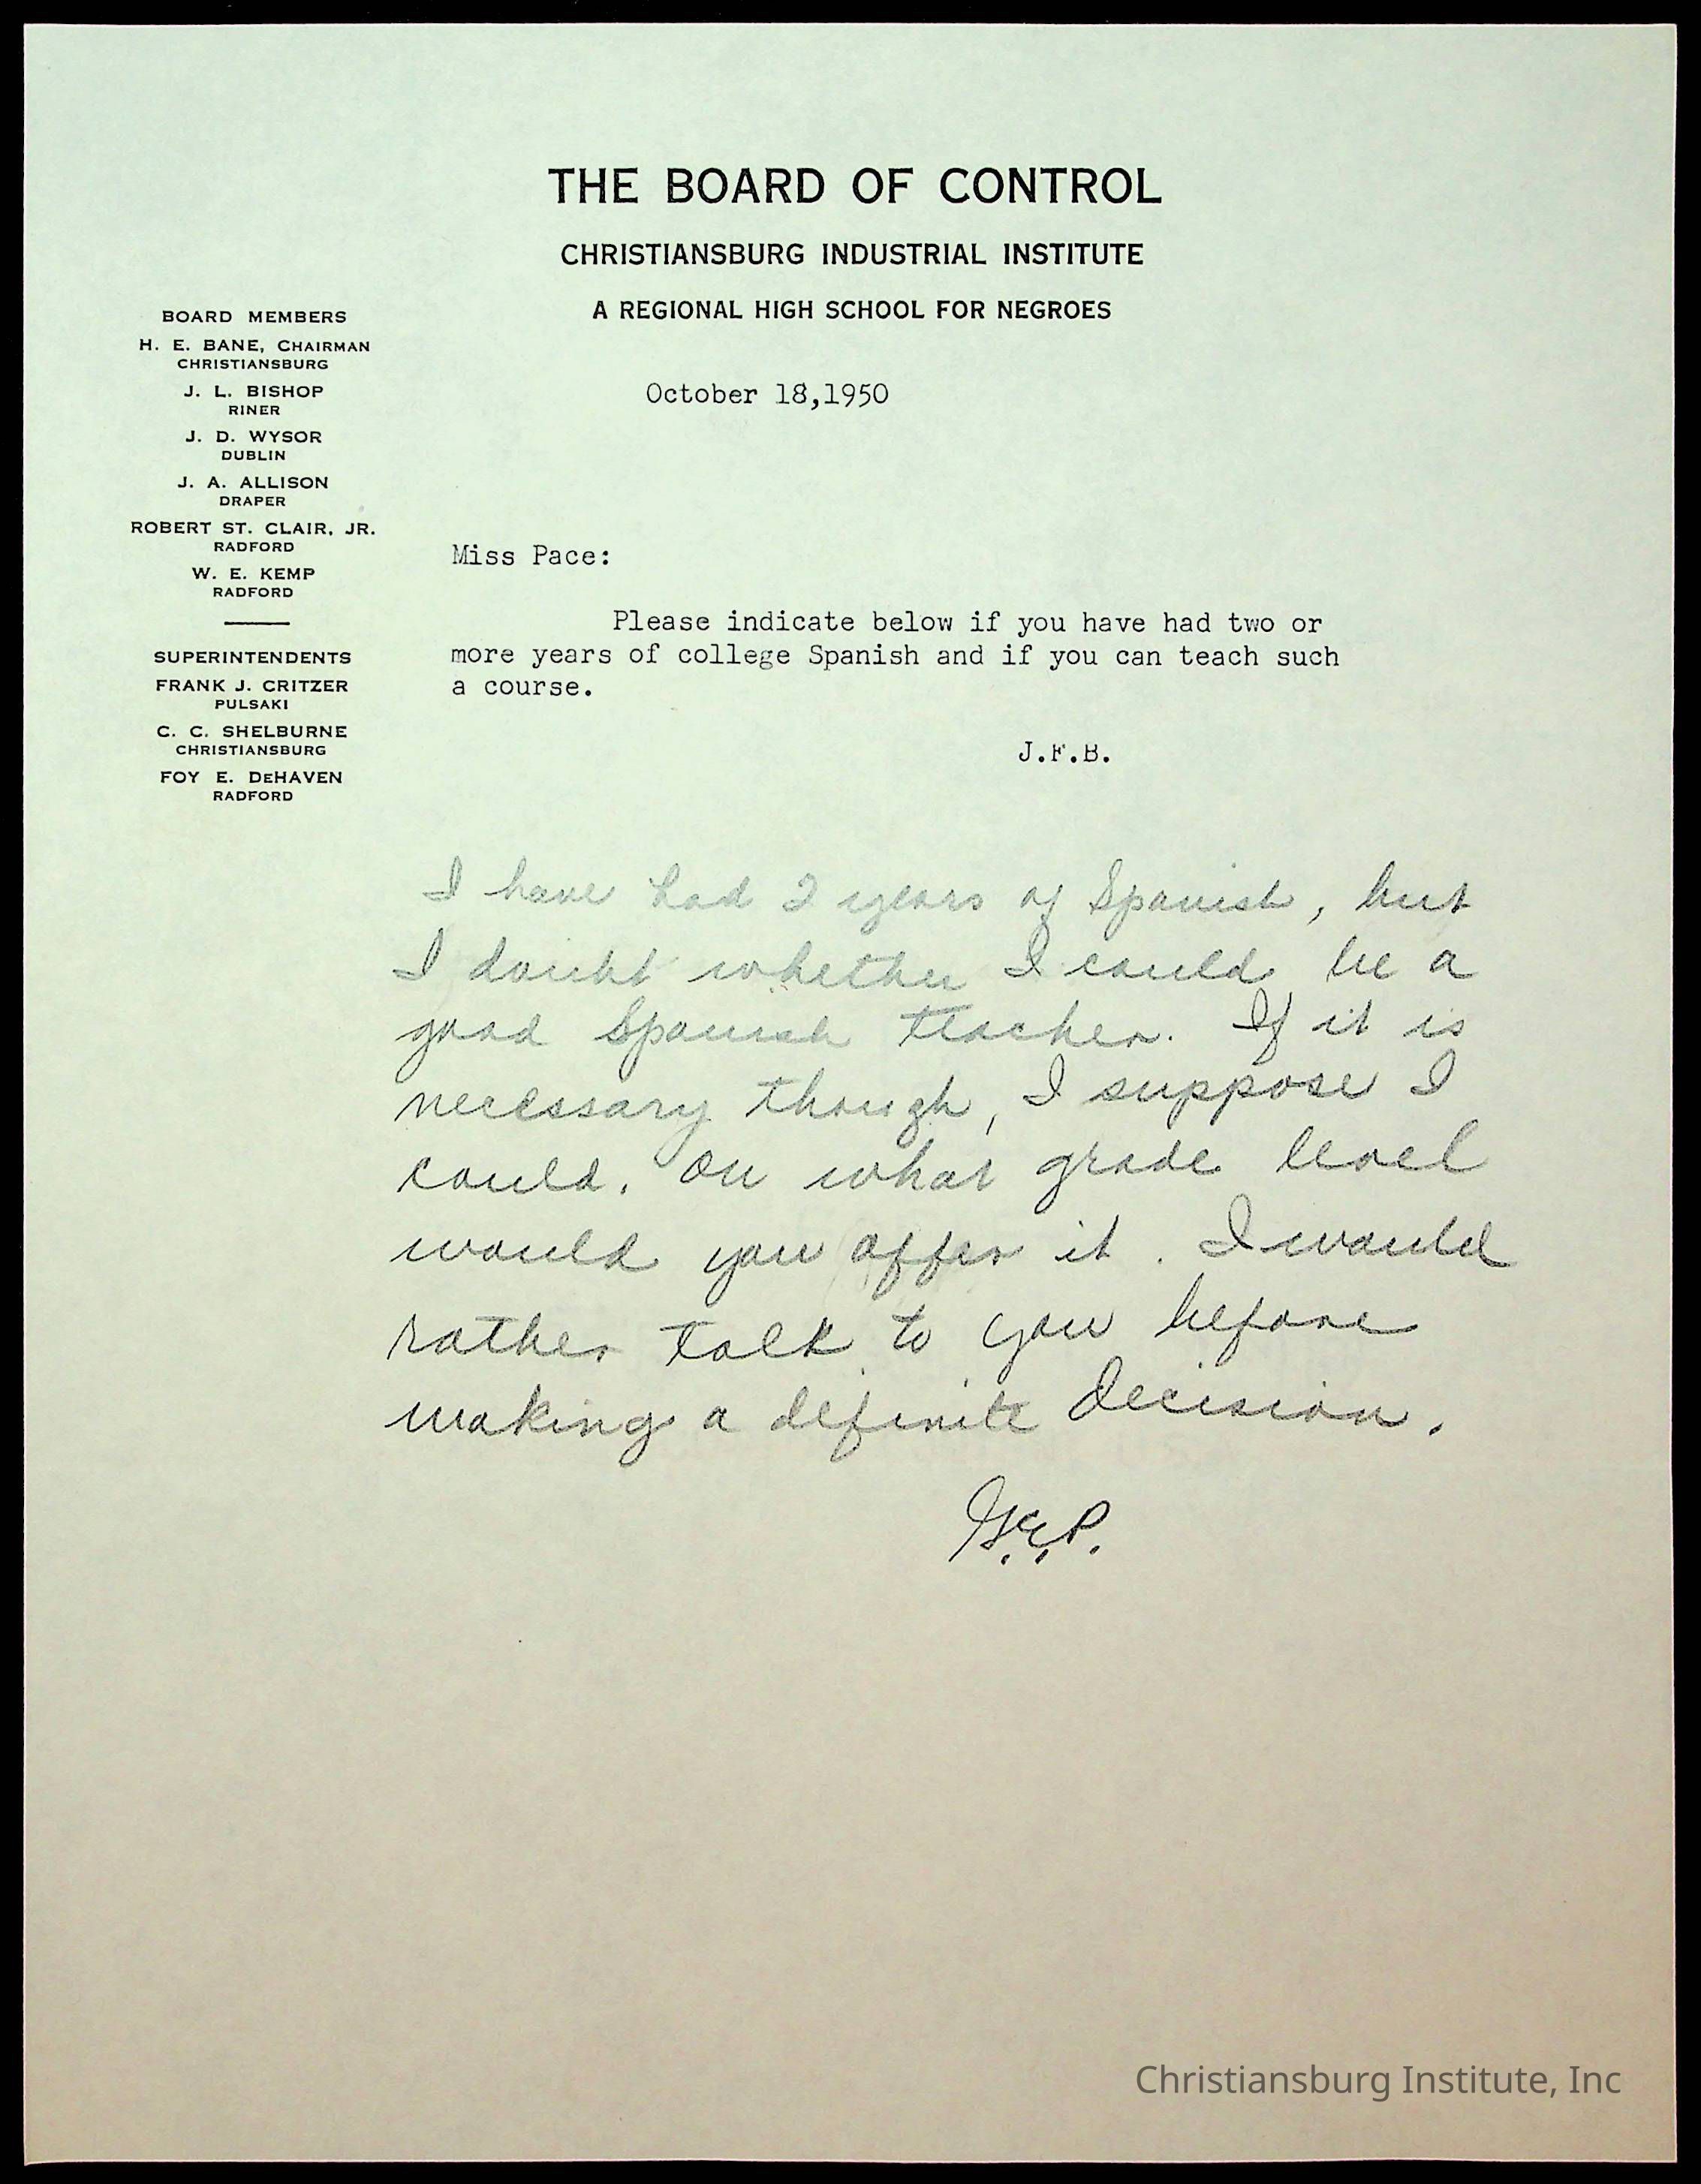 THE BOARD OF CONTROL
CHRISTIANSBURG INDUSTRIAL INSTITUTE
A REGIONAL HIGH SCHOOL FOR NEGROES
BOARD MEMBERS
H. E. BANE, CHAIRMAN
CHRISTIANSBURG
J. L. BISHOP
RINER
J. D. WYSOR
DUBLIN
J. A. ALLISON
DRAPER
ROBERT ST. CLAIR, JR.
RADFORD
W. E. KEMP
RADFORD
SUPERINTENDENTS
FRANK J. CRITZER
PULSAKI
C. C. SHELBURNE
CHRISTIANSBURG
FOY E. DEHAVEN
RADFORD
October 18,1950
Miss Pace:
Please indicate below if you have had two or
more years of college Spanish and if you can teach such
a course.
J.F.B.
I have had 2 years of Spanish, but
I doubt whether I could be a
good Spanish teacher. If it is
necessary though, I suppose I
could. On what grade level
would you offer it. I would
rather talk to you before
making a definite decision.
E.P.
Christiansburg Institute, Inc